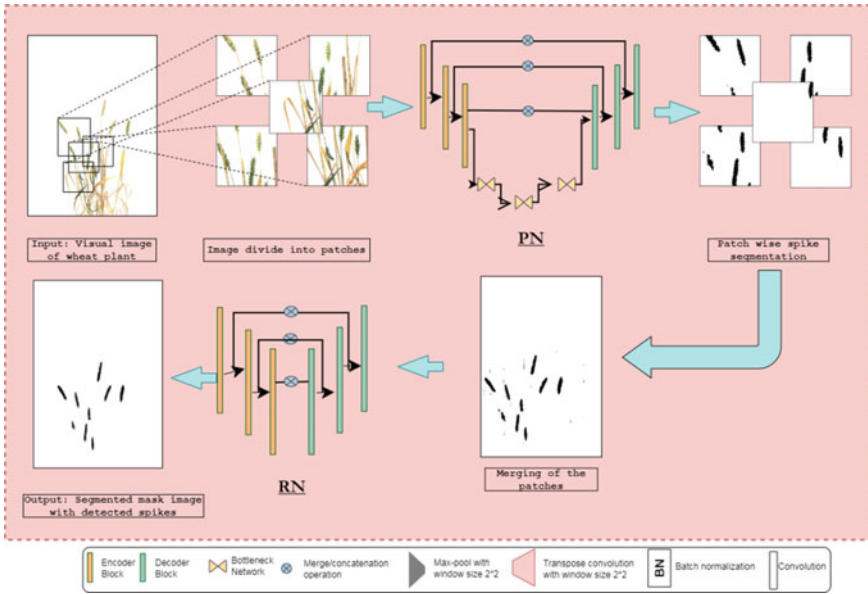 Input: Visual image
of wheat plant
Image divide into patches
PN
Patch wise spike
segmentation
Output: Segmented mask image
with detected spikes
RN
Merging of the
patches
Encoder
Block
Decoder
Block
Bottleneck
Network
Merge/concatenation
operation
Max-pool with
window size 2*2
Transpose convolution
with window size 2*2
BN
Batch normalization
Convolution